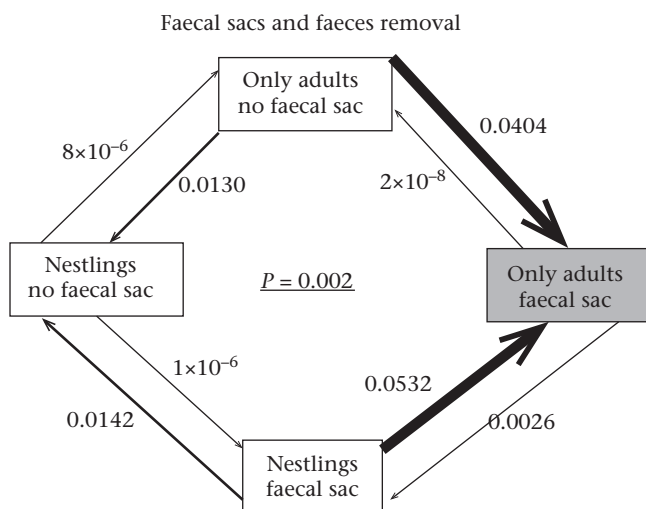 Faecal sacs and faeces removal
Only adults
no faecal sac
0.0404
8×10⁻⁶
2×10⁻⁸
0.0130
Nestlings
no faecal sac
P = 0.002
Only adults
faecal sac
1×10⁻⁶
0.0532
0.0142
0.0026
Nestlings
faecal sac